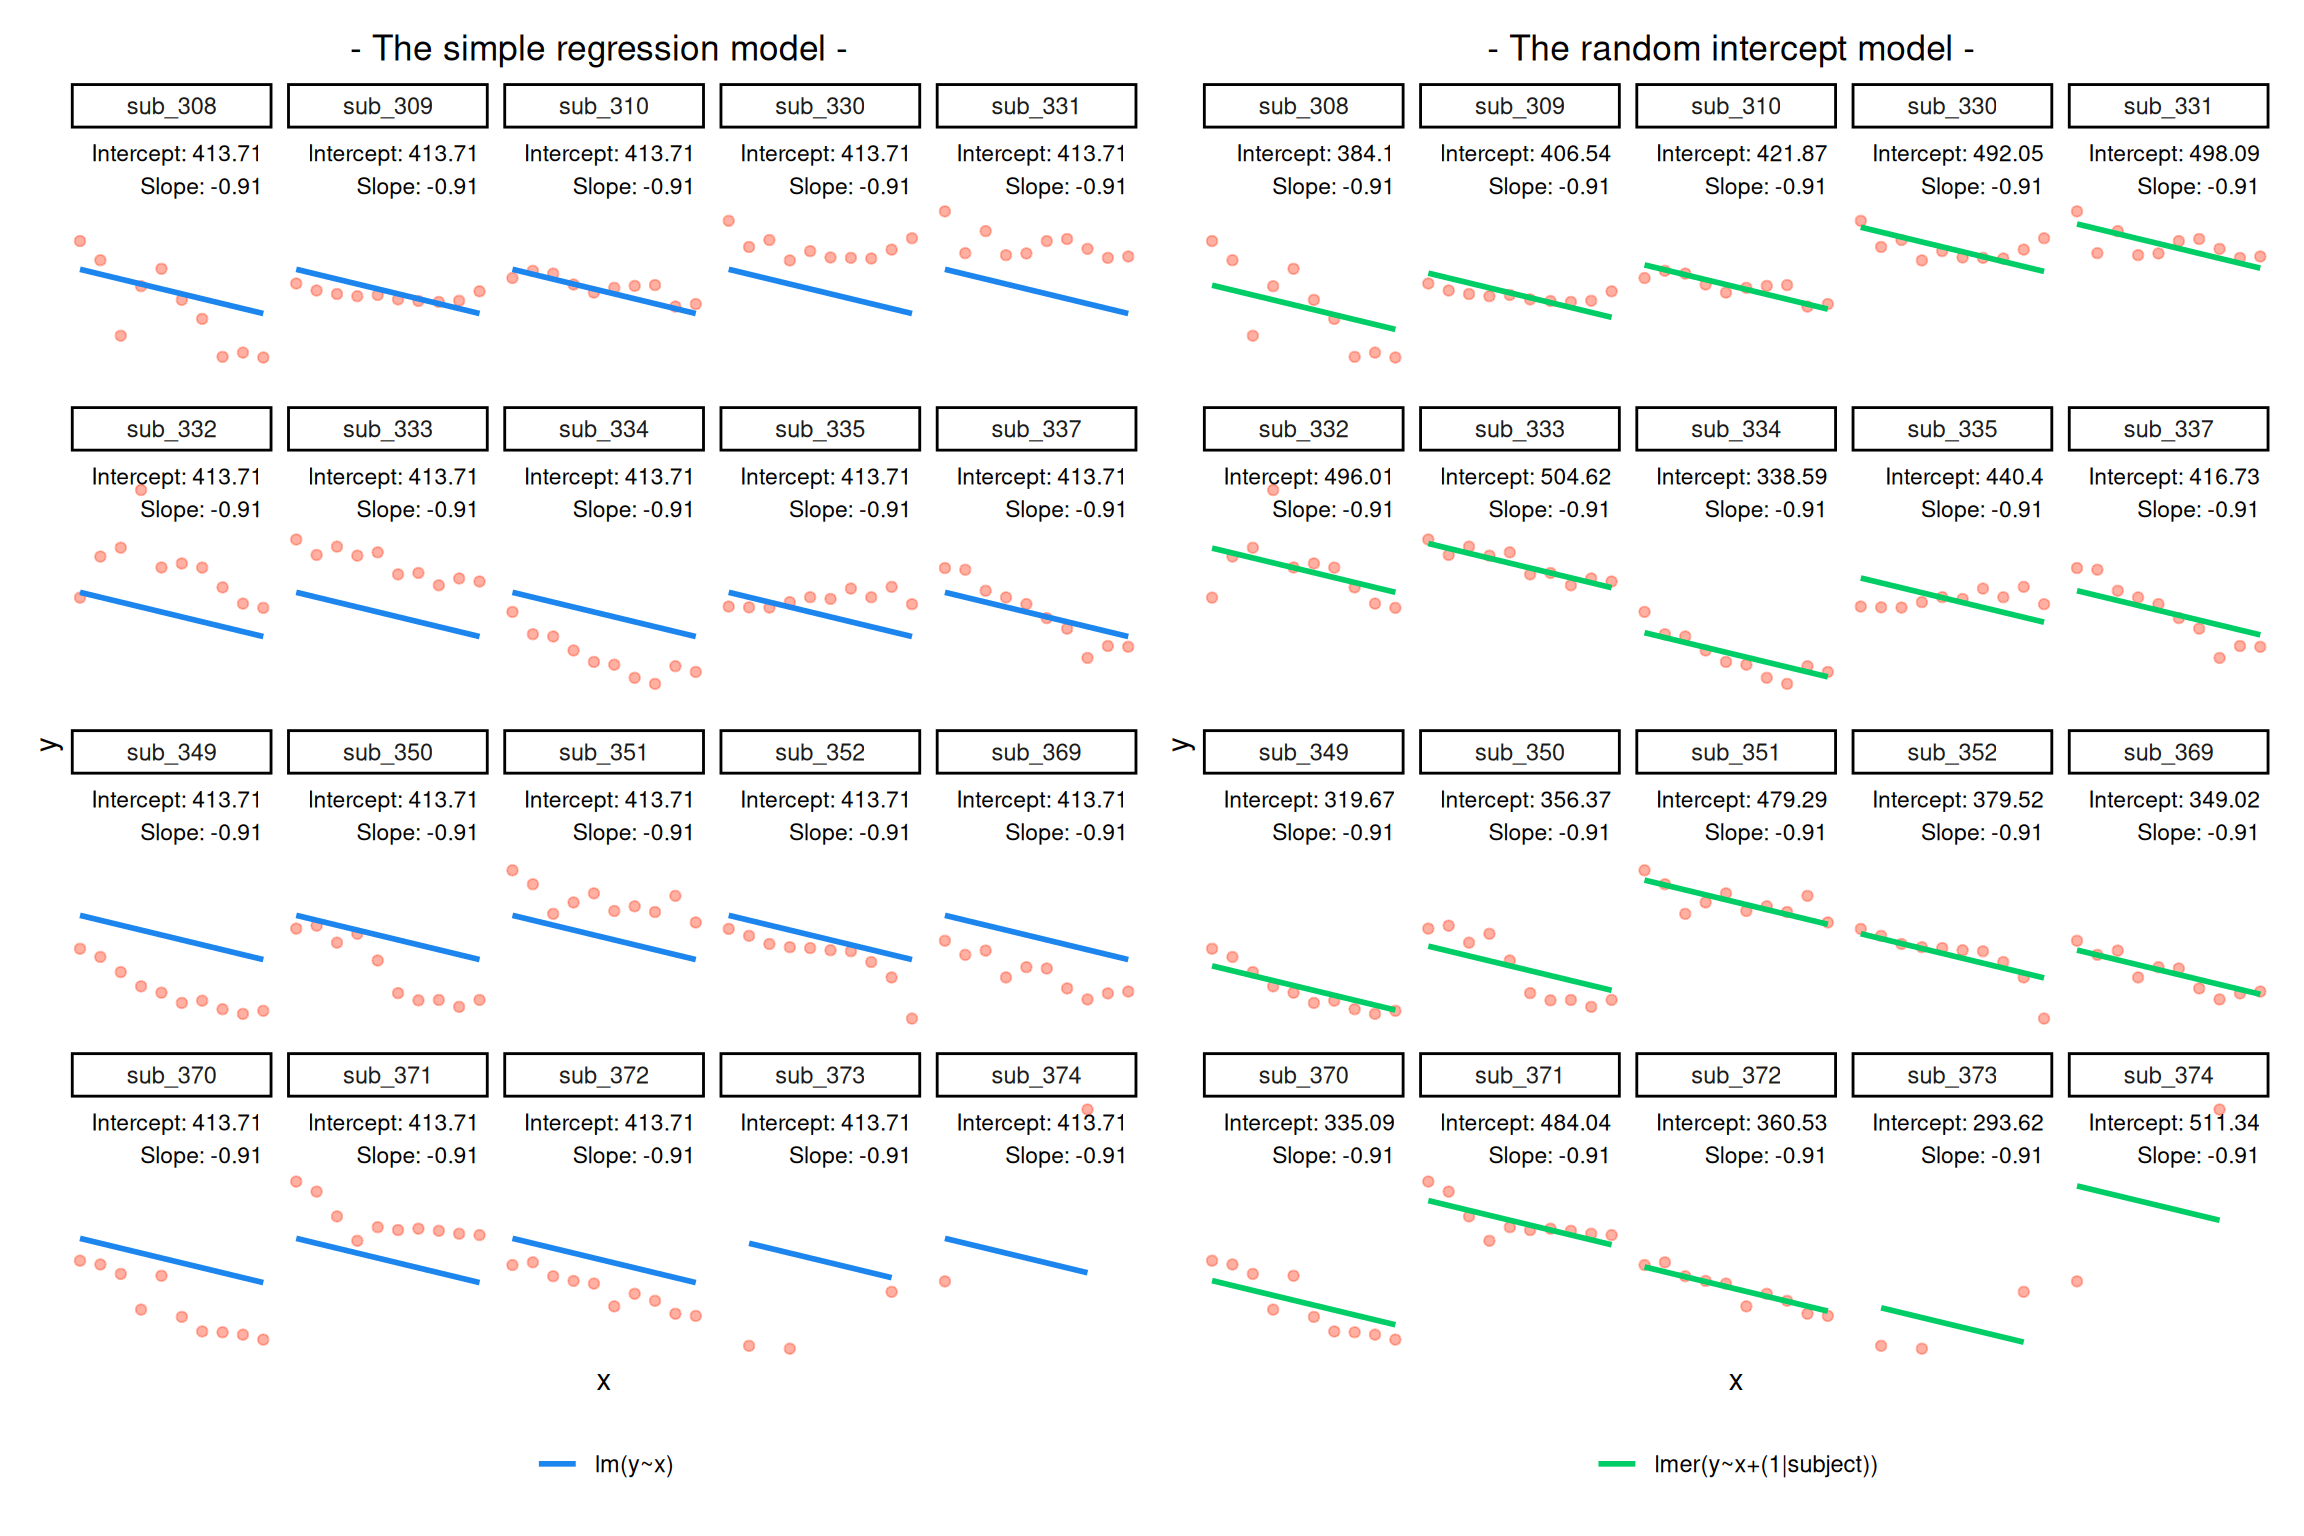 - The simple regression model -
sub_308 sub_309 sub_310 sub_330 sub_331
Intercept: 413.71 Intercept: 413.71 Intercept: 413.71 Intercept: 413.71 Intercept: 413.71
Slope: -0.91 Slope: -0.91 Slope: -0.91 Slope: -0.91 Slope: -0.91
sub_332 sub_333 sub_334 sub_335 sub_337
Intercept: 413.71 Intercept: 413.71 Intercept: 413.71 Intercept: 413.71 Intercept: 413.71
Slope: -0.91 Slope: -0.91 Slope: -0.91 Slope: -0.91 Slope: -0.91
y
sub_349 sub_350 sub_351 sub_352 sub_369
Intercept: 413.71 Intercept: 413.71 Intercept: 413.71 Intercept: 413.71 Intercept: 413.71
Slope: -0.91 Slope: -0.91 Slope: -0.91 Slope: -0.91 Slope: -0.91
sub_370 sub_371 sub_372 sub_373 sub_374
Intercept: 413.71 Intercept: 413.71 Intercept: 413.71 Intercept: 413.71 Intercept: 413.71
Slope: -0.91 Slope: -0.91 Slope: -0.91 Slope: -0.91 Slope: -0.91
x
lm(y~x)
- The random intercept model -
sub_308 sub_309 sub_310 sub_330 sub_331
Intercept: 384.1 Intercept: 406.54 Intercept: 421.87 Intercept: 492.05 Intercept: 498.09
Slope: -0.91 Slope: -0.91 Slope: -0.91 Slope: -0.91 Slope: -0.91
sub_332 sub_333 sub_334 sub_335 sub_337
Intercept: 496.01 Intercept: 504.62 Intercept: 338.59 Intercept: 440.4 Intercept: 416.73
Slope: -0.91 Slope: -0.91 Slope: -0.91 Slope: -0.91 Slope: -0.91
y
sub_349 sub_350 sub_351 sub_352 sub_369
Intercept: 319.67 Intercept: 356.37 Intercept: 479.29 Intercept: 379.52 Intercept: 349.02
Slope: -0.91 Slope: -0.91 Slope: -0.91 Slope: -0.91 Slope: -0.91
sub_370 sub_371 sub_372 sub_373 sub_374
Intercept: 335.09 Intercept: 484.04 Intercept: 360.53 Intercept: 293.62 Intercept: 511.34
Slope: -0.91 Slope: -0.91 Slope: -0.91 Slope: -0.91 Slope: -0.91
x
lmer(y~x+(1|subject))